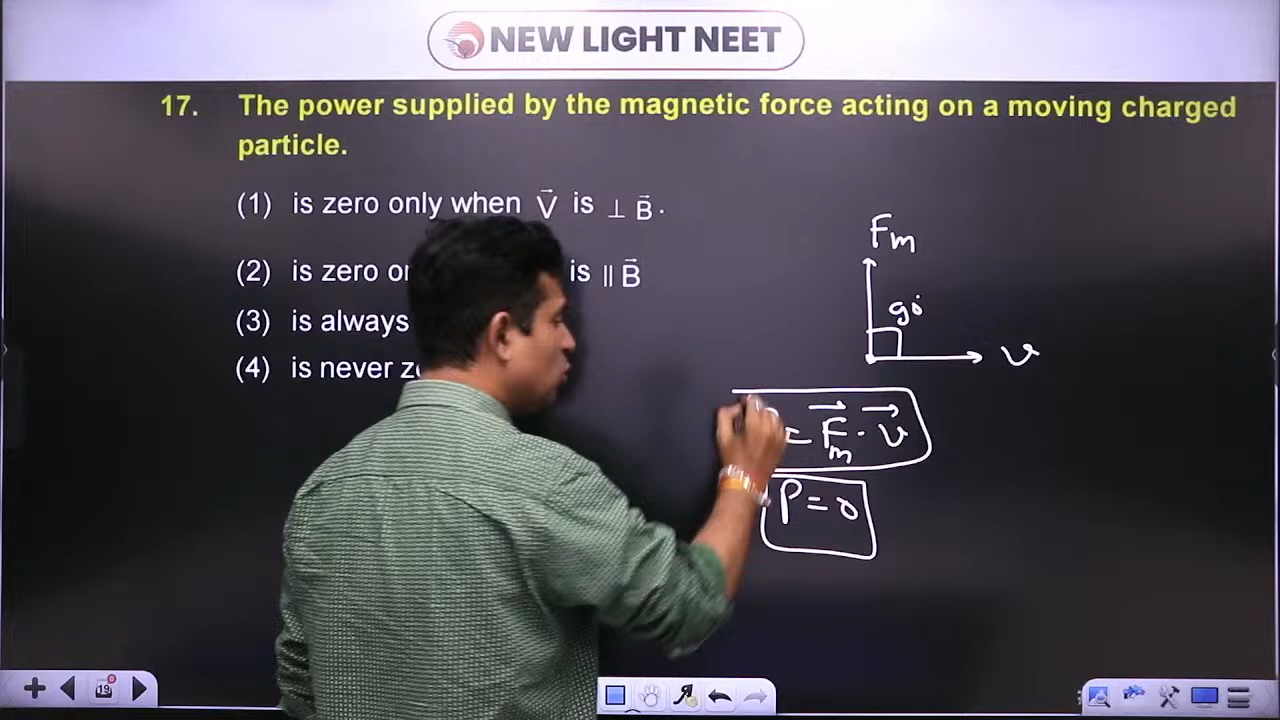 NEW LIGHT NEET
17. The power supplied by the magnetic force acting on a moving charged
particle.
(1) is zero only when V⃗ is ⊥ B⃗.
(2) is zero is ∥ B⃗
(3) is always
(4) is never
Fm
90°
v
= F⃗m · v⃗
P = 0
19